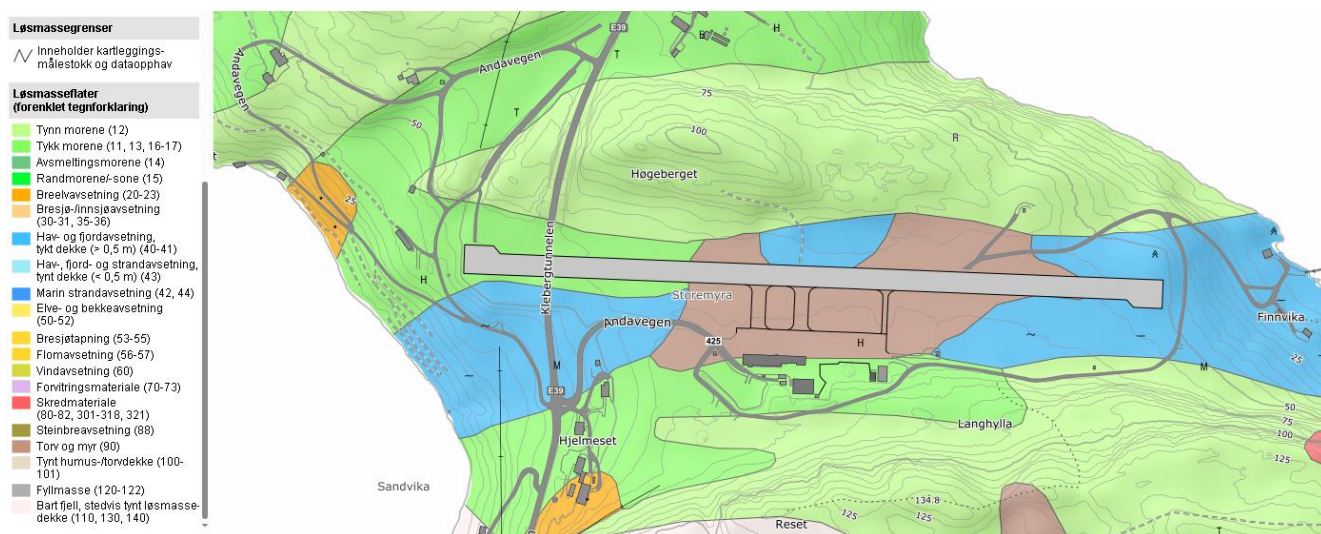 Løsmassegrenser
Inneholder kartleggings-
målestokk og dataopphav
Løsmasseflater
(forenklet tegnforklaring)
Tynn morene (12)
Tykk morene (11, 13, 16-17)
Avsmeltingsmorene (14)
Randmorene/-sone (15)
Breelvavsetning (20-23)
Bresjø-/innsjøavsetning
(30-31, 35-36)
Hav- og fjordavsetning,
tykt dekke (> 0,5 m) (40-41)
Hav-, fjord- og strandavsetning,
tynt dekke (< 0,5 m) (43)
Marin strandavsetning (42, 44)
Elve- og bekkeavsetning
(50-52)
Bresjøtapning (53-55)
Flomavsetning (56-57)
Vindavsetning (60)
Forvitringsmateriale (70-73)
Skredmateriale
(80-82, 301-318, 321)
Steinbreavsetning (88)
Torv og myr (90)
Tynt humus-/torvdekke (100-
101)
Fyllmasse (120-122)
Bart fjell, stedvis tynt løsmasse-
dekke (110, 130, 140)
E39
B
H
T
Andavegen
Andavegen
75
50
T
100
R
Høgeberget
25
Klebergtunnelen
H
Storemyra
Andavegen
Finnvika
425
H
M
M
25
E39
50
75
Langhylla
100
Hjelmeset
125
Sandvika
134.8
125
125
Reset
T